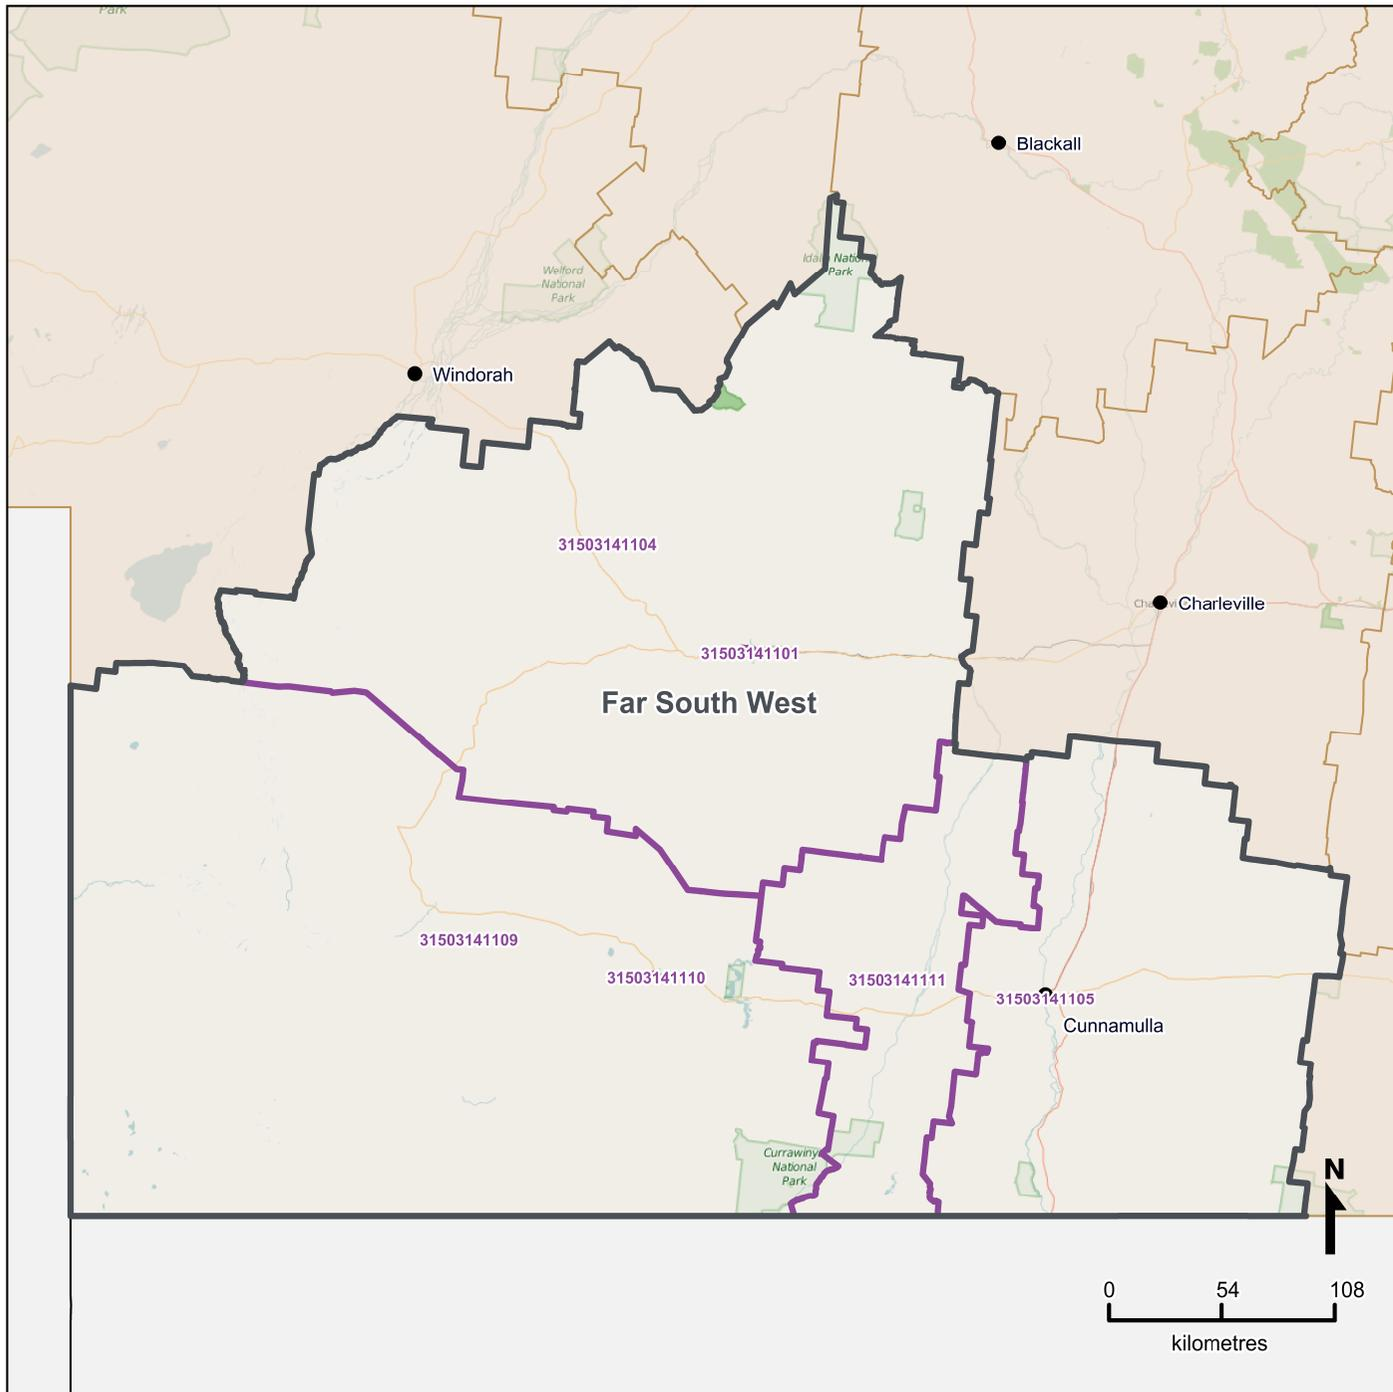 Park
Blackall
Idalia National
Park
Welford
National
Park
Windorah
31503141104
Charleville
31503141101
Far South West
31503141109
31503141110
31503141111
31503141105
Cunnamulla
Currawinya
National
Park
N
0 54 108
kilometres